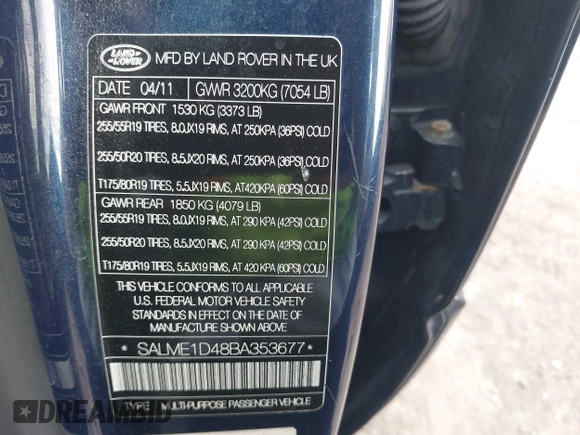 LAND-
ROVER
MFD BY LAND ROVER IN THE UK
DATE 04/11 GVWR 3200KG (7054 LB)
GAWR FRONT 1530 KG (3373 LB)
255/55R19 TIRES, 8.0JX19 RIMS, AT 250KPA (36PSI) COLD
255/50R20 TIRES, 8.5JX20 RIMS, AT 250KPA (36PSI) COLD
T175/80R19 TIRES, 5.5JX19 RIMS, AT 420KPA (60PSI) COLD
GAWR REAR 1850 KG (4079 LB)
255/55R19 TIRES, 8.0JX19 RIMS, AT 290 KPA (42PSI) COLD
255/50R20 TIRES, 8.5JX20 RIMS, AT 290 KPA (42PSI) COLD
T175/80R19 TIRES, 5.5JX19 RIMS, AT 420 KPA (60PSI) COLD
THIS VEHICLE CONFORMS TO ALL APPLICABLE
U.S. FEDERAL MOTOR VEHICLE SAFETY
STANDARDS IN EFFECT ON THE DATE OF
MANUFACTURE SHOWN ABOVE.
* SALME1D48BA353677 *
TYPE: MULTI-PURPOSE PASSENGER VEHICLE
DREAMBID